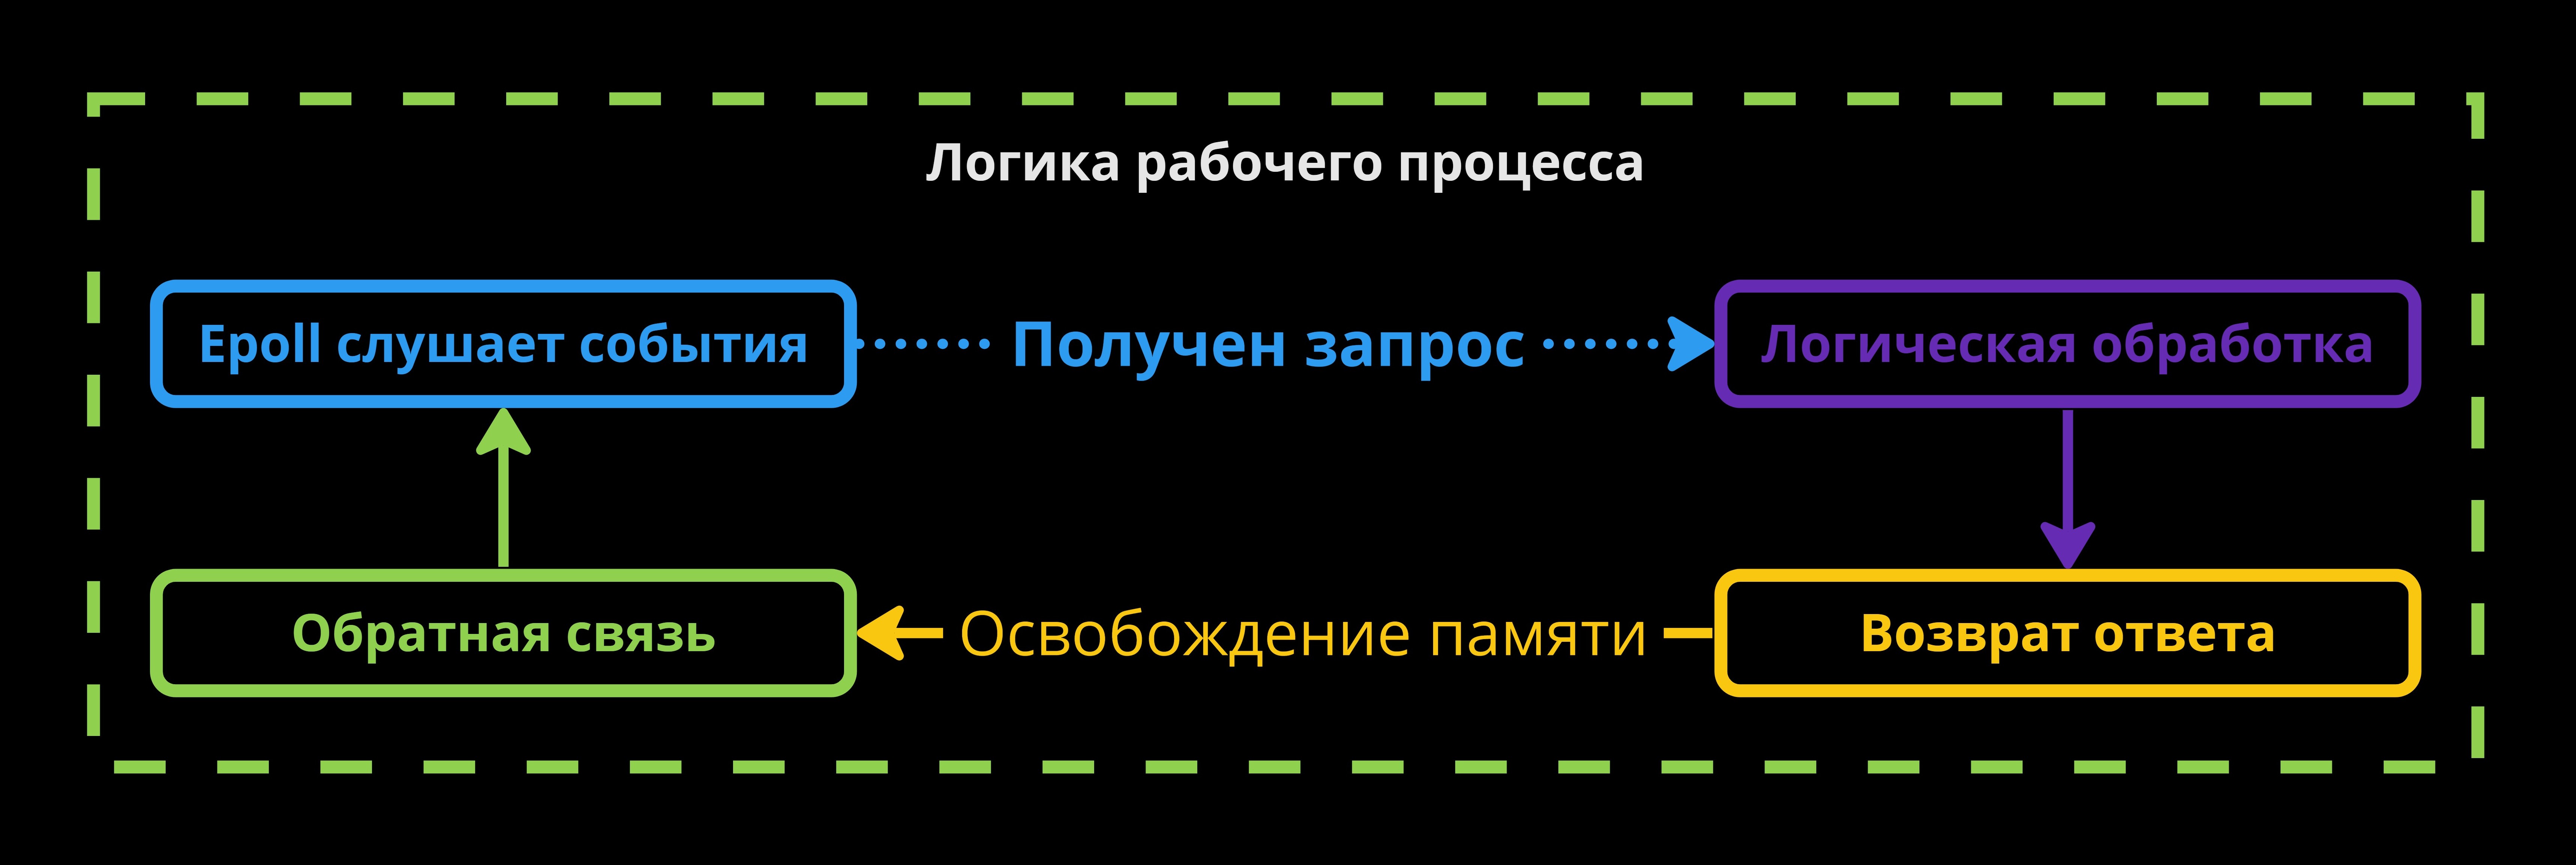 Логика рабочего процесса
Epoll слушает события
Получен запрос
Логическая обработка
Обратная связь
Освобождение памяти
Возврат ответа